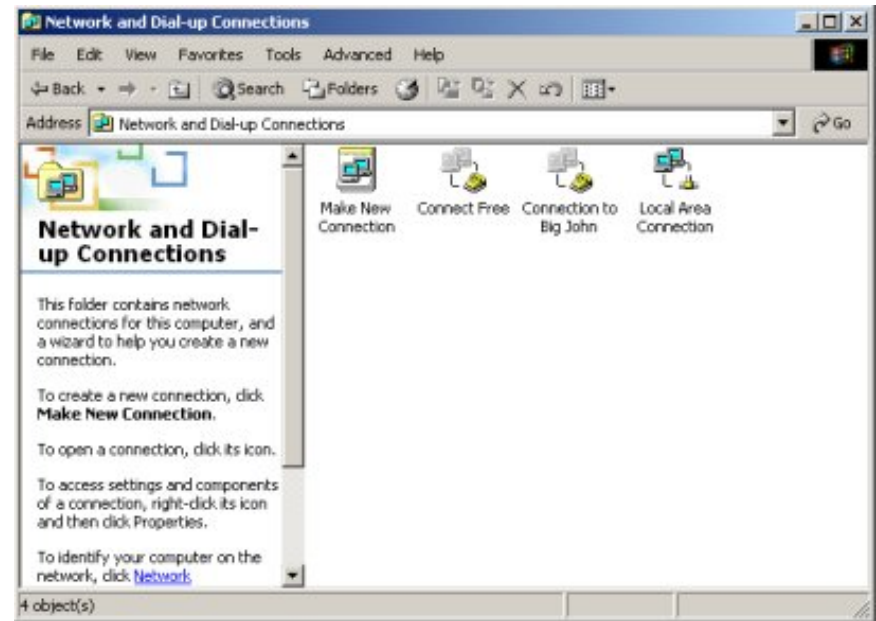 Network and Dial-up Connections
File Edit View Favorites Tools Advanced Help
Back Search Folders
Address Network and Dial-up Connections Go
Network and Dial-
up Connections
This folder contains network
connections for this computer, and
a wizard to help you create a new
connection.
To create a new connection, click
Make New Connection.
To open a connection, click its icon.
To access settings and components
of a connection, right-click its icon
and then click Properties.
To identify your computer on the
network, click Network
Make New
Connection
Connect Free
Connection to
Big John
Local Area
Connection
4 object(s)